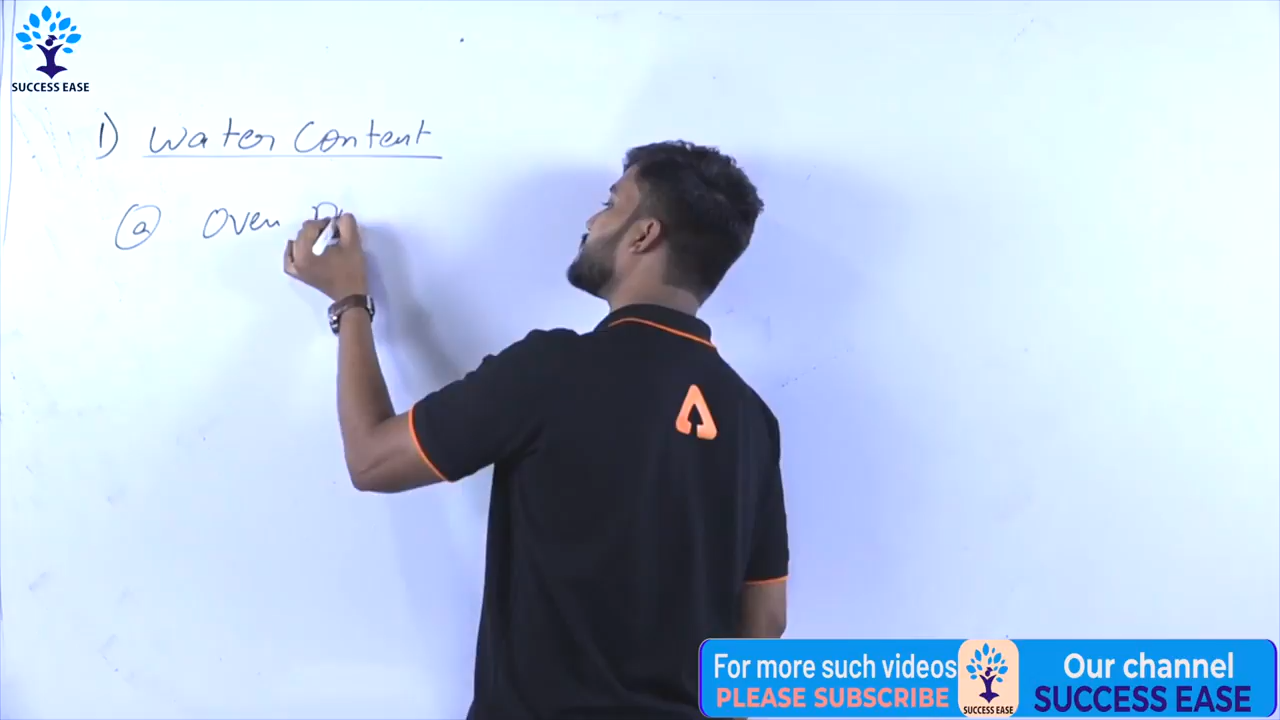 SUCCESS EASE
1) Water Content
a Oven
For more such videos
PLEASE SUBSCRIBE
SUCCESS EASE
Our channel
SUCCESS EASE